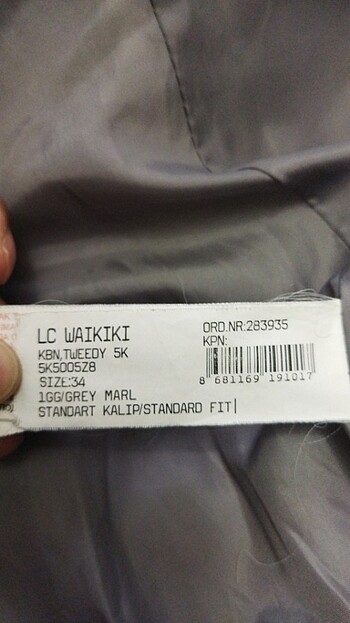 LC WAIKIKI
KBN,TWEEDY 5K
5K5005Z8
SIZE:34
1GG/GREY MARL
STANDART KALIP/STANDARD FIT
ORD.NR:283935
KPN:
8 681169 191017